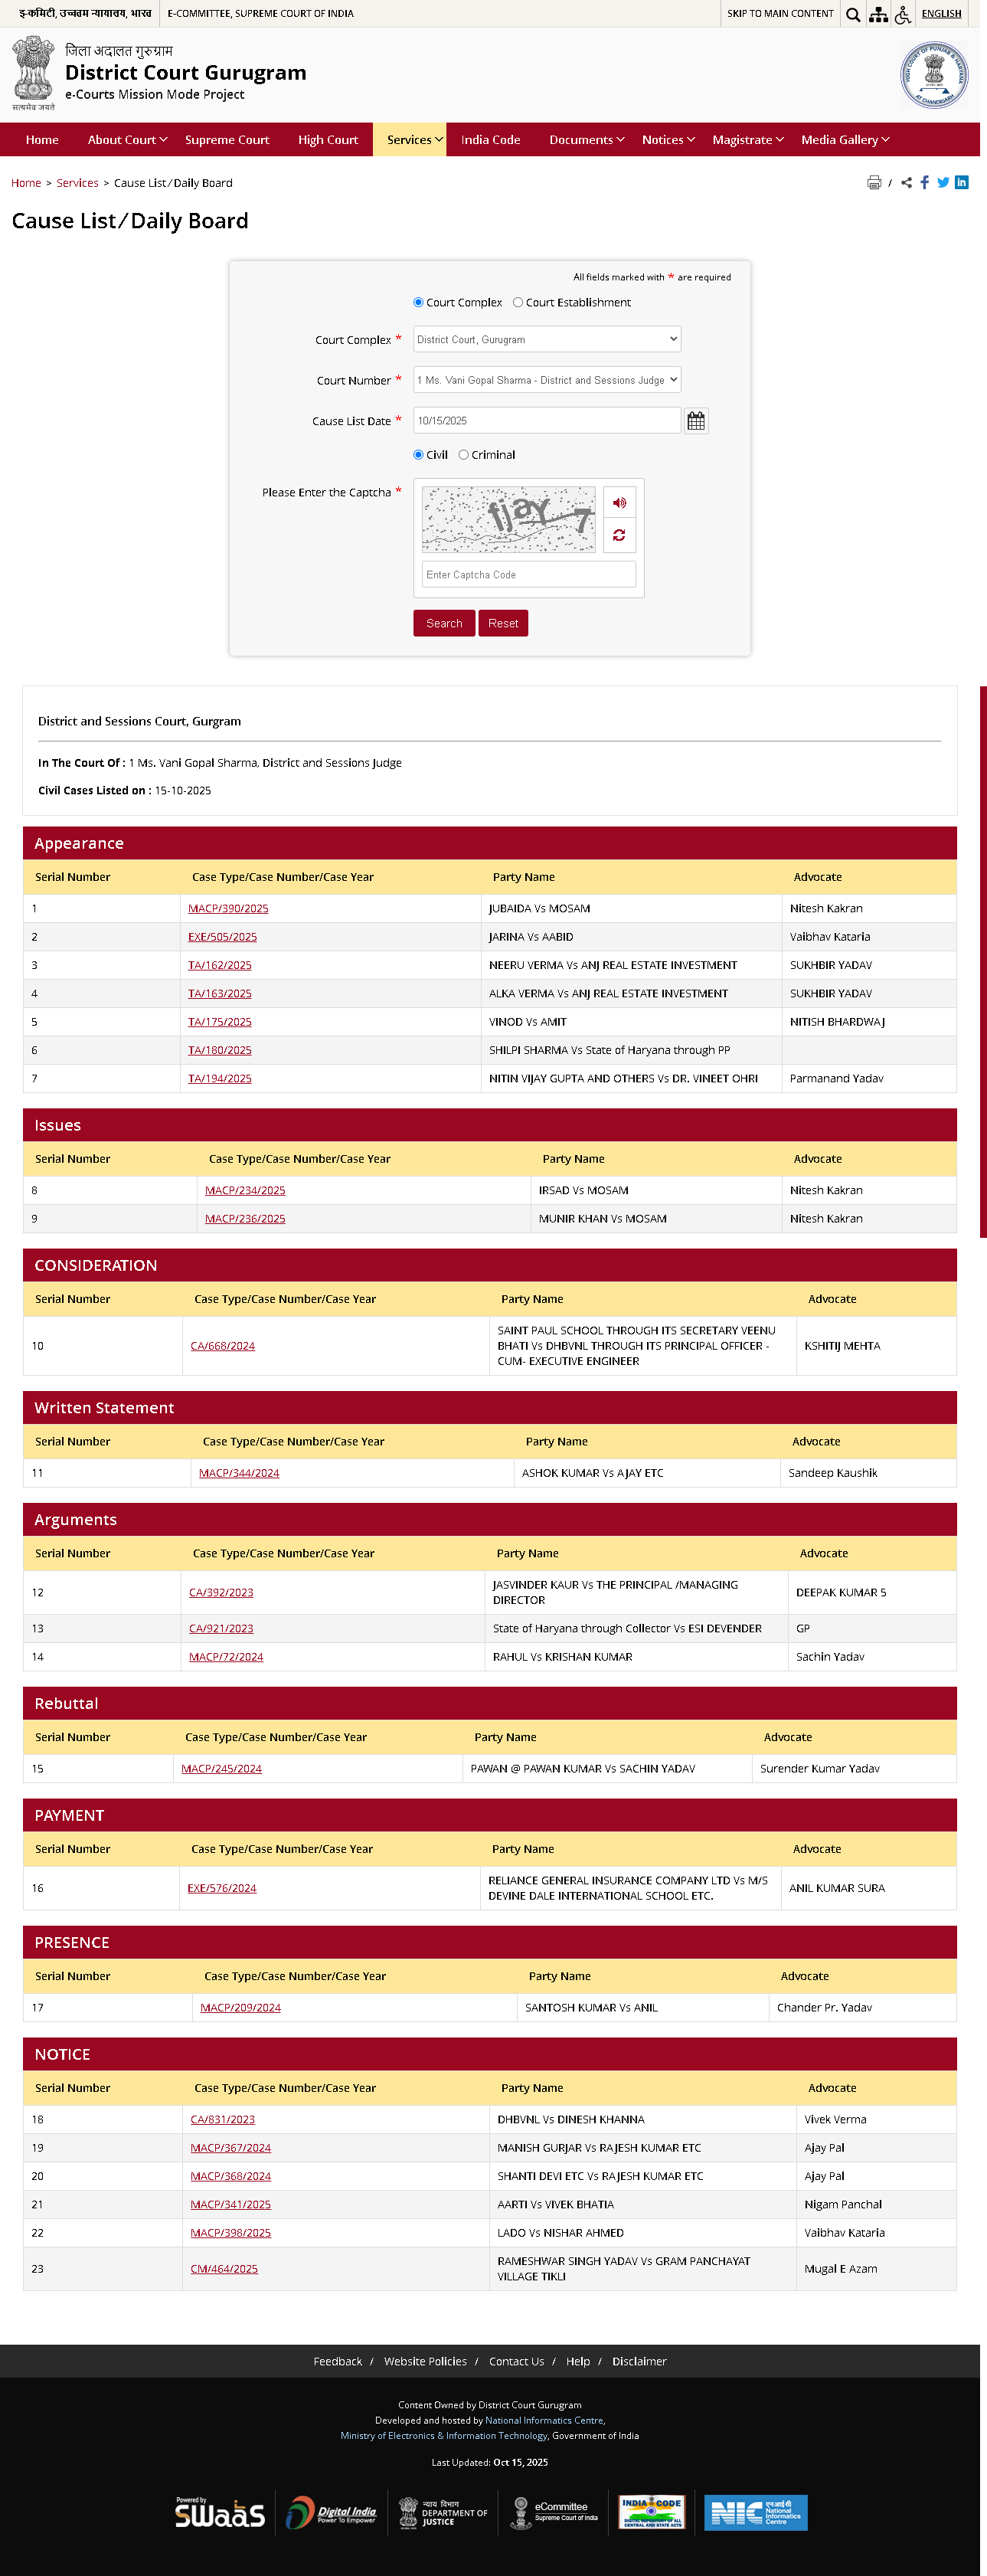 इ-कमिटी, उच्चतम न्यायालय, भारत E-COMMITTEE, SUPREME COURT OF INDIA SKIP TO MAIN CONTENT ENGLISH
जिला अदालत गुरुग्राम
District Court Gurugram
e-Courts Mission Mode Project
सत्यमेव जयते
HIGH COURT OF PUNJAB & HARYANA AT CHANDIGARH
Home About Court Supreme Court High Court Services India Code Documents Notices Magistrate Media Gallery
Home > Services > Cause List/Daily Board /
Cause List/Daily Board
All fields marked with * are required
Court Complex Court Establishment
Court Complex * District Court, Gurugram
Court Number * 1 Ms. Vani Gopal Sharma - District and Sessions Judge
Cause List Date * 10/15/2025
Civil Criminal
Please Enter the Captcha * fjay 7
Enter Captcha Code
Search Reset
District and Sessions Court, Gurgram
In The Court Of : 1 Ms. Vani Gopal Sharma, District and Sessions Judge
Civil Cases Listed on : 15-10-2025
Appearance
Serial Number Case Type/Case Number/Case Year Party Name Advocate
1 MACP/390/2025 JUBAIDA Vs MOSAM Nitesh Kakran
2 EXE/505/2025 JARINA Vs AABID Vaibhav Kataria
3 TA/162/2025 NEERU VERMA Vs ANJ REAL ESTATE INVESTMENT SUKHBIR YADAV
4 TA/163/2025 ALKA VERMA Vs ANJ REAL ESTATE INVESTMENT SUKHBIR YADAV
5 TA/175/2025 VINOD Vs AMIT NITISH BHARDWAJ
6 TA/180/2025 SHILPI SHARMA Vs State of Haryana through PP
7 TA/194/2025 NITIN VIJAY GUPTA AND OTHERS Vs DR. VINEET OHRI Parmanand Yadav
Issues
Serial Number Case Type/Case Number/Case Year Party Name Advocate
8 MACP/234/2025 IRSAD Vs MOSAM Nitesh Kakran
9 MACP/236/2025 MUNIR KHAN Vs MOSAM Nitesh Kakran
CONSIDERATION
Serial Number Case Type/Case Number/Case Year Party Name Advocate
10 CA/668/2024 SAINT PAUL SCHOOL THROUGH ITS SECRETARY VEENU
BHATI Vs DHBVNL THROUGH ITS PRINCIPAL OFFICER -
CUM- EXECUTIVE ENGINEER KSHITIJ MEHTA
Written Statement
Serial Number Case Type/Case Number/Case Year Party Name Advocate
11 MACP/344/2024 ASHOK KUMAR Vs AJAY ETC Sandeep Kaushik
Arguments
Serial Number Case Type/Case Number/Case Year Party Name Advocate
12 CA/392/2023 JASVINDER KAUR Vs THE PRINCIPAL /MANAGING
DIRECTOR DEEPAK KUMAR 5
13 CA/921/2023 State of Haryana through Collector Vs ESI DEVENDER GP
14 MACP/72/2024 RAHUL Vs KRISHAN KUMAR Sachin Yadav
Rebuttal
Serial Number Case Type/Case Number/Case Year Party Name Advocate
15 MACP/245/2024 PAWAN @ PAWAN KUMAR Vs SACHIN YADAV Surender Kumar Yadav
PAYMENT
Serial Number Case Type/Case Number/Case Year Party Name Advocate
16 EXE/576/2024 RELIANCE GENERAL INSURANCE COMPANY LTD Vs M/S
DEVINE DALE INTERNATIONAL SCHOOL ETC. ANIL KUMAR SURA
PRESENCE
Serial Number Case Type/Case Number/Case Year Party Name Advocate
17 MACP/209/2024 SANTOSH KUMAR Vs ANIL Chander Pr. Yadav
NOTICE
Serial Number Case Type/Case Number/Case Year Party Name Advocate
18 CA/831/2023 DHBVNL Vs DINESH KHANNA Vivek Verma
19 MACP/367/2024 MANISH GURJAR Vs RAJESH KUMAR ETC Ajay Pal
20 MACP/368/2024 SHANTI DEVI ETC Vs RAJESH KUMAR ETC Ajay Pal
21 MACP/341/2025 AARTI Vs VIVEK BHATIA Nigam Panchal
22 MACP/398/2025 LADO Vs NISHAR AHMED Vaibhav Kataria
23 CM/464/2025 RAMESHWAR SINGH YADAV Vs GRAM PANCHAYAT
VILLAGE TIKLI Mugal E Azam
Feedback / Website Policies / Contact Us / Help / Disclaimer
Content Owned by District Court Gurugram
Developed and hosted by National Informatics Centre,
Ministry of Electronics & Information Technology, Government of India
Last Updated: Oct 15, 2025
Powered by
SWaaS
Digital India
Power To Empower
न्याय विभाग
DEPARTMENT OF
JUSTICE
eCommittee
Supreme Court of India
INDIA CODE
DIGITAL REPOSITORY OF ALL
CENTRAL AND STATE ACTS
NIC एन आई सी
National
Informatics
Centre